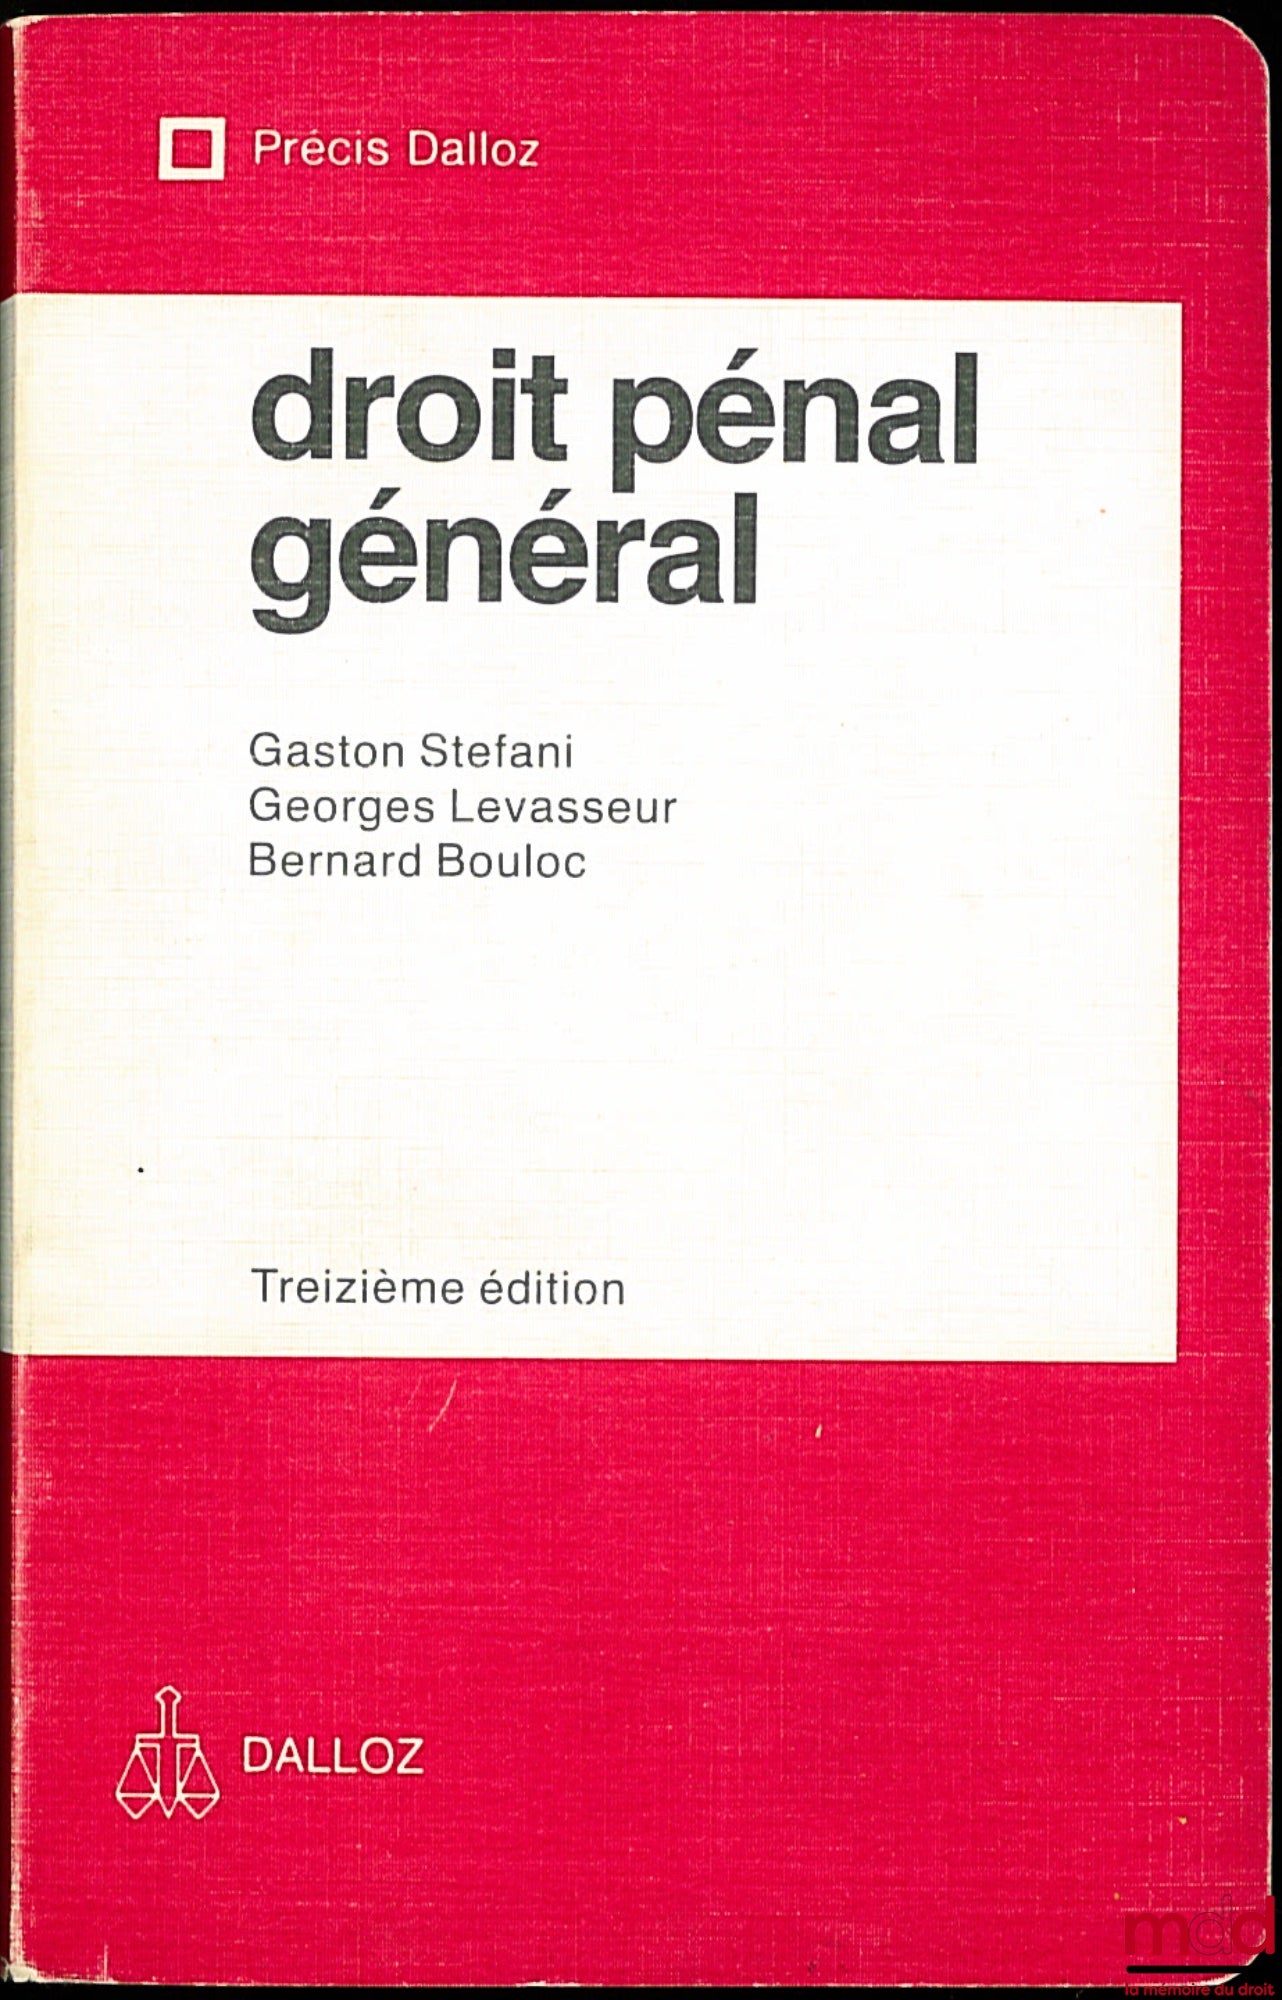 Précis Dalloz
droit pénal
général
Gaston Stefani
Georges Levasseur
Bernard Bouloc
Treizième édition
DALLOZ
mdd
la mémoire du droit